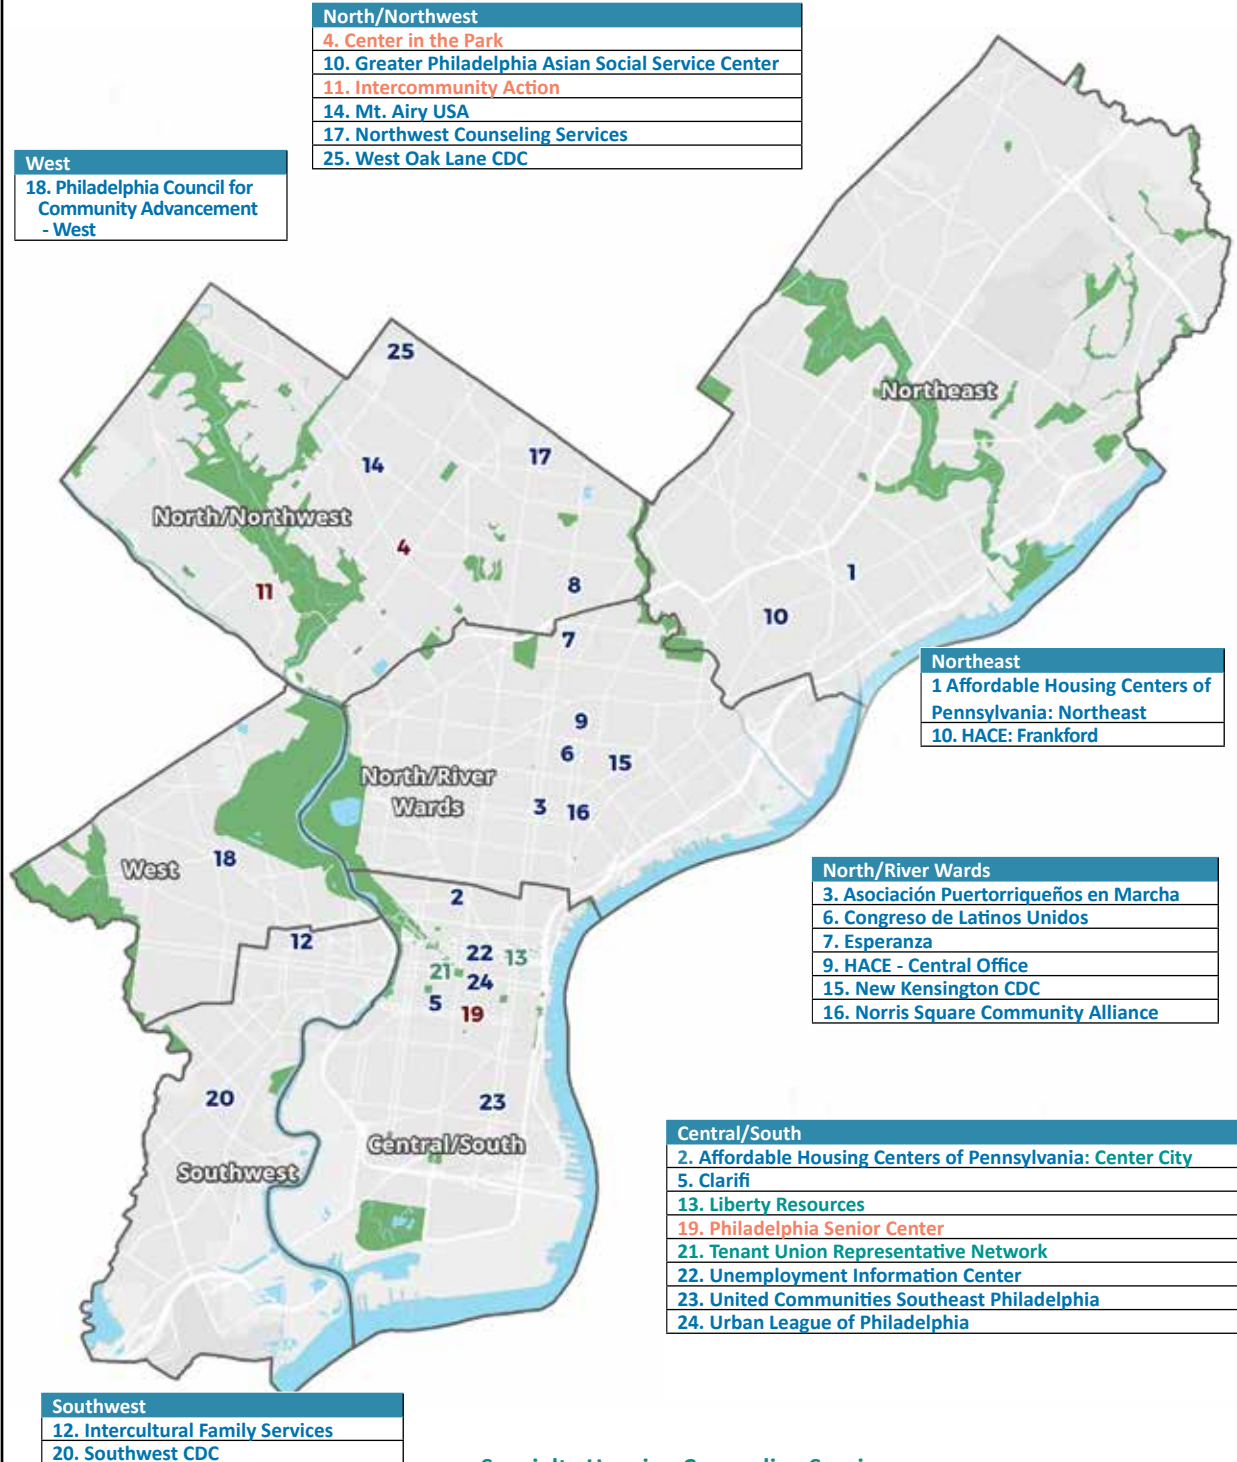 North/Northwest
4. Center in the Park
10. Greater Philadelphia Asian Social Service Center
11. Intercommunity Action
14. Mt. Airy USA
17. Northwest Counseling Services
25. West Oak Lane CDC
West
18. Philadelphia Council for
Community Advancement
- West
25
Northeast
14
17
North/Northwest
4
11
8
1
10
7
Northeast
1 Affordable Housing Centers of
Pennsylvania: Northeast
10. HACE: Frankford
9
6
15
North/River
Wards
3
16
West
18
2
North/River Wards
3. Asociación Puertorriqueños en Marcha
6. Congreso de Latinos Unidos
7. Esperanza
9. HACE - Central Office
15. New Kensington CDC
16. Norris Square Community Alliance
12
22
13
21
24
5
19
20
23
Central/South
Southwest
Central/South
2. Affordable Housing Centers of Pennsylvania: Center City
5. Clarifi
13. Liberty Resources
19. Philadelphia Senior Center
21. Tenant Union Representative Network
22. Unemployment Information Center
23. United Communities Southeast Philadelphia
24. Urban League of Philadelphia
Southwest
12. Intercultural Family Services
20. Southwest CDC